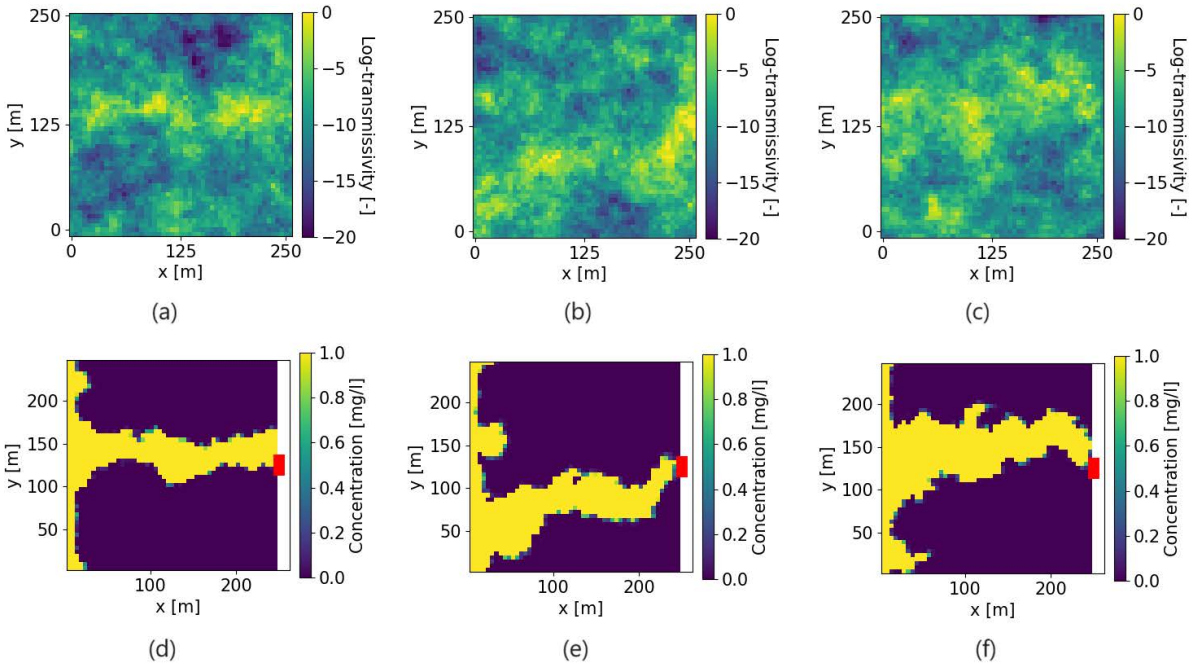 250
125
0
y [m]
0 125 250
x [m]
0
−5
−10
−15
−20
Log-transmissivity [-]
(a)
250
125
0
y [m]
0 125 250
x [m]
0
−5
−10
−15
−20
Log-transmissivity [-]
(b)
250
125
0
y [m]
0 125 250
x [m]
0
−5
−10
−15
−20
Log-transmissivity [-]
(c)
200
150
100
50
y [m]
100 200
x [m]
1.0
0.8
0.6
0.4
0.2
0.0
Concentration [mg/l]
(d)
200
150
100
50
y [m]
100 200
x [m]
1.0
0.8
0.6
0.4
0.2
0.0
Concentration [mg/l]
(e)
200
150
100
50
y [m]
100 200
x [m]
1.0
0.8
0.6
0.4
0.2
0.0
Concentration [mg/l]
(f)